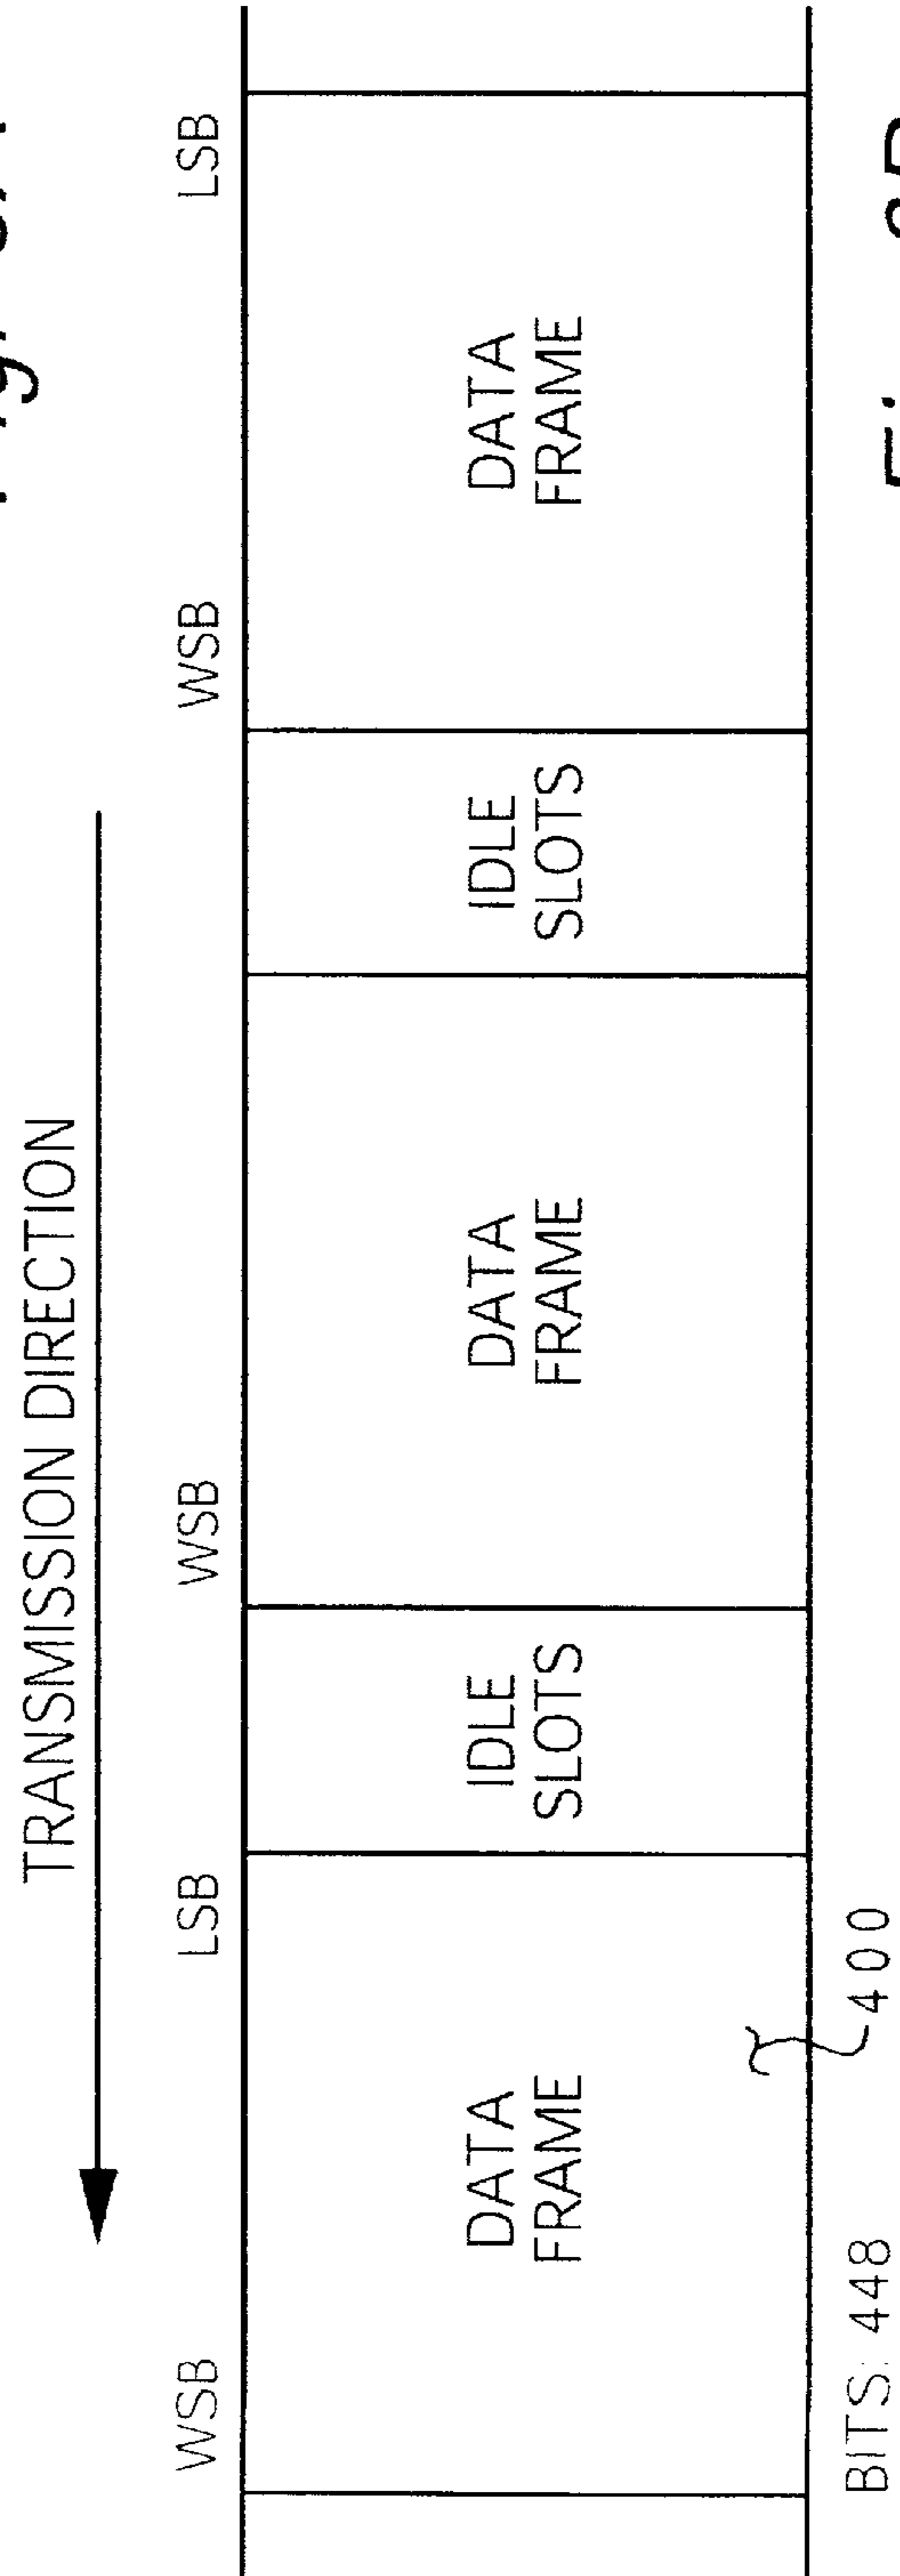 TRANSMISSION DIRECTION
WSB
LSB
WSB
WSB
LSB
DATA
FRAME
IDLE
SLOTS
DATA
FRAME
IDLE
SLOTS
DATA
FRAME
BITS: 448
400